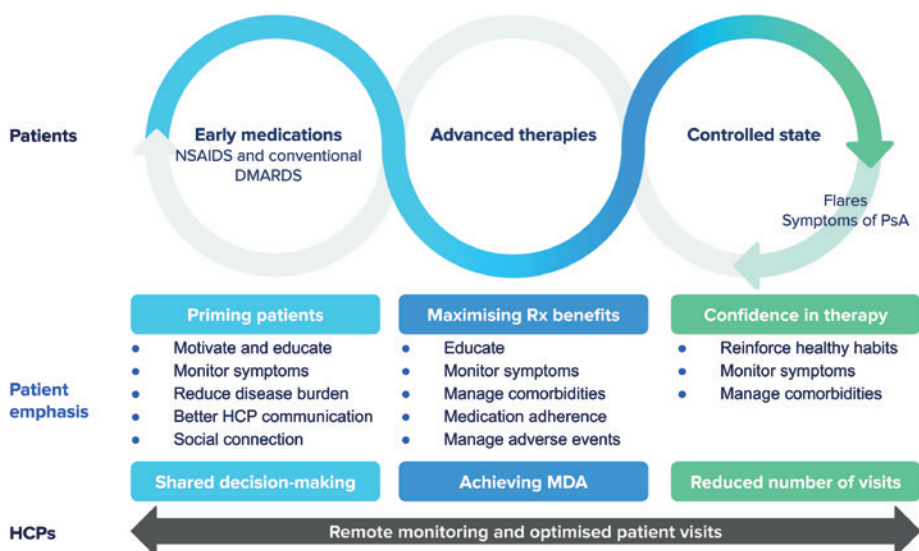 Patients
Early medications
NSAIDS and conventional
DMARDS
Advanced therapies
Controlled state
Flares
Symptoms of PsA
Patient
emphasis
Priming patients
Motivate and educate
Monitor symptoms
Reduce disease burden
Better HCP communication
Social connection
Maximising Rx benefits
Educate
Monitor symptoms
Manage comorbidities
Medication adherence
Manage adverse events
Confidence in therapy
Reinforce healthy habits
Monitor symptoms
Manage comorbidities
Shared decision-making
Achieving MDA
Reduced number of visits
HCPs
Remote monitoring and optimised patient visits